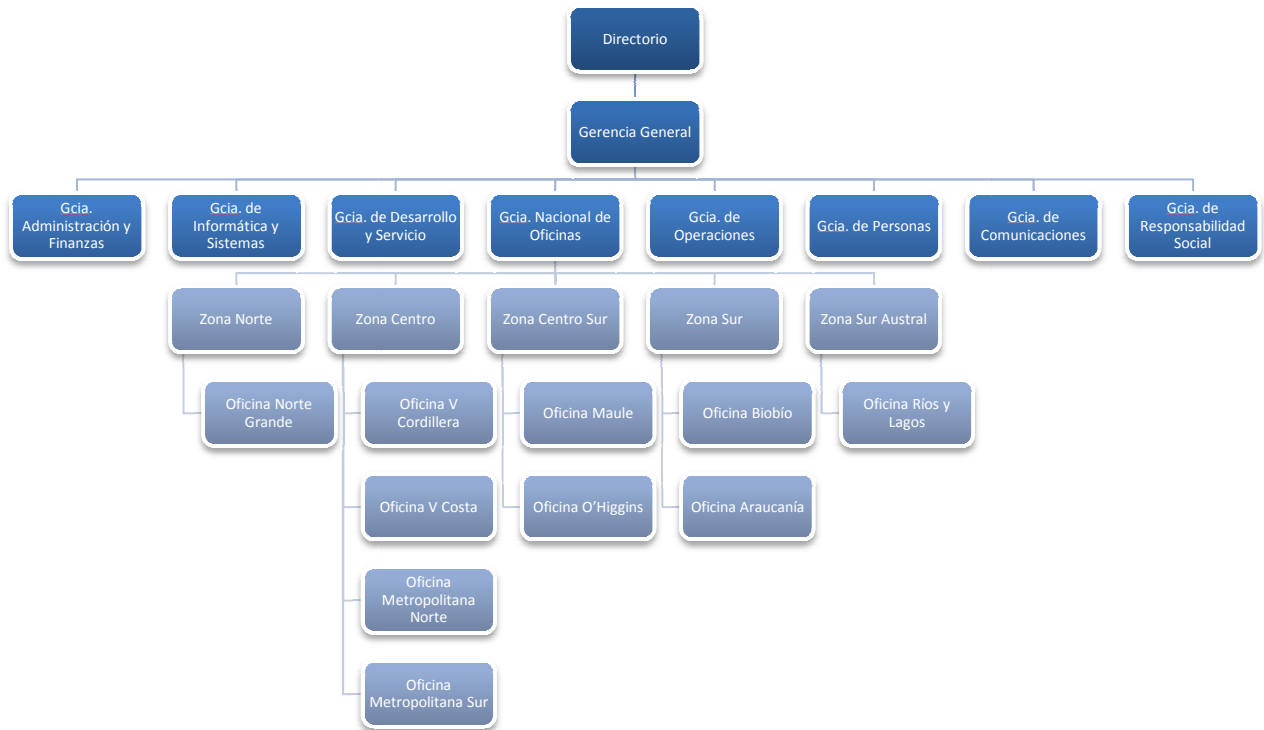 Directorio
Gerencia General
Gcia.
Administración y
Finanzas
Gcia. de
Informática y
Sistemas
Gcia. de Desarrollo
y Servicio
Gcia. Nacional de
Oficinas
Gcia. de
Operaciones
Gcia. de Personas
Gcia. de
Comunicaciones
Gcia. de
Responsabilidad
Social
Zona Norte
Zona Centro
Zona Centro Sur
Zona Sur
Zona Sur Austral
Oficina Norte
Grande
Oficina V
Cordillera
Oficina Maule
Oficina Biobío
Oficina Ríos y
Lagos
Oficina V Costa
Oficina O’Higgins
Oficina Araucanía
Oficina
Metropolitana
Norte
Oficina
Metropolitana Sur